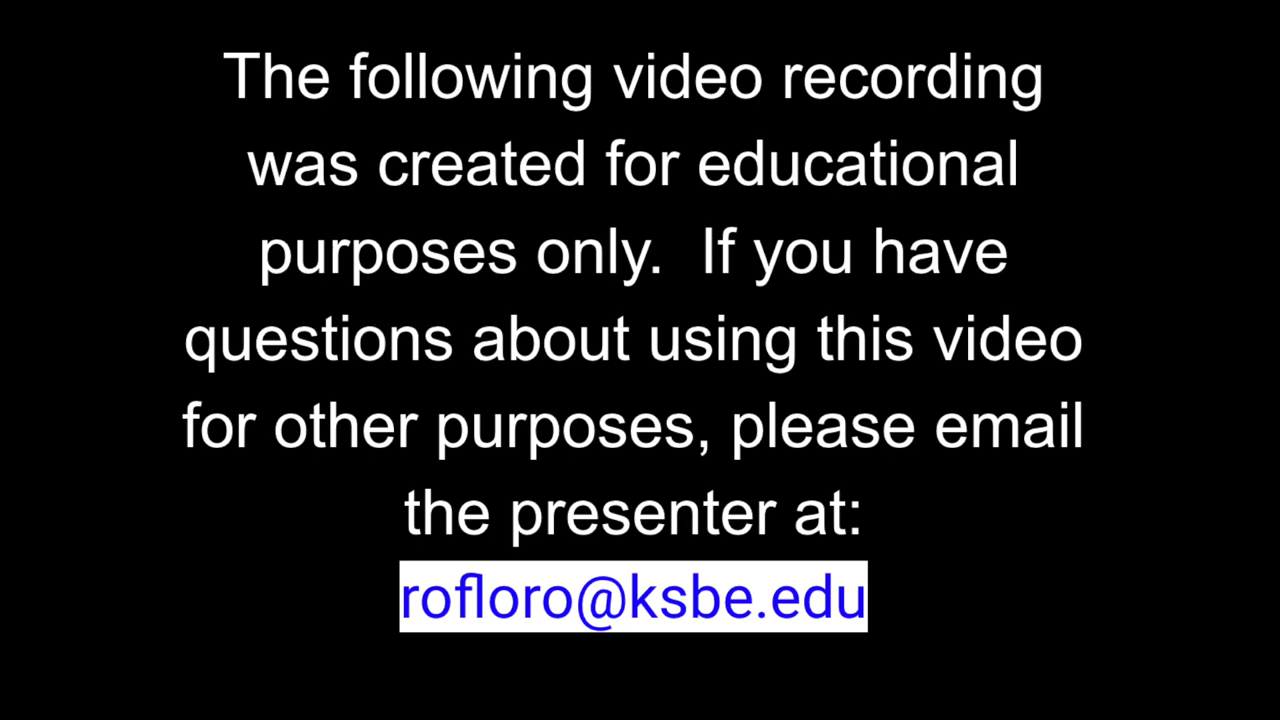 The following video recording
was created for educational
purposes only.  If you have
questions about using this video
for other purposes, please email
the presenter at:
rofloro@ksbe.edu